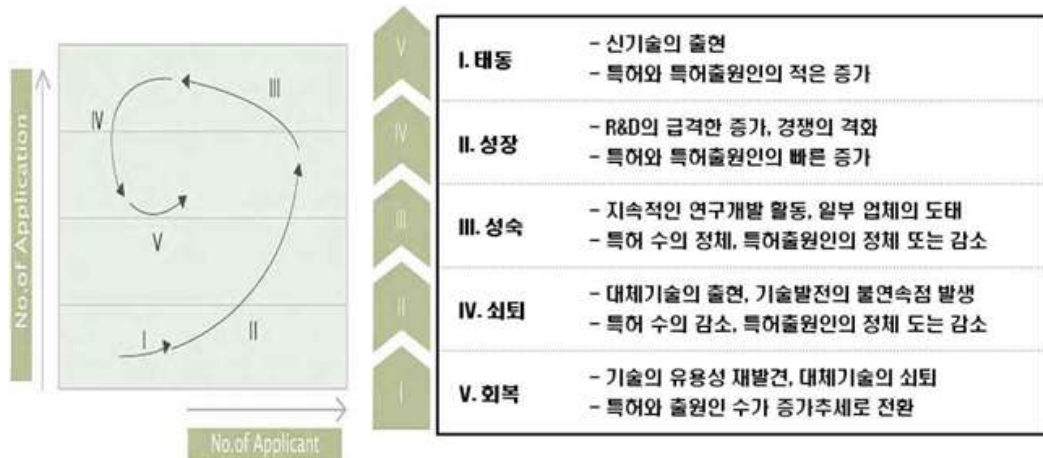 No.of Application
I
II
III
IV
V
No.of Applicant
V
IV
III
II
I
I. 태동
- 신기술의 출현
- 특허와 특허출원인의 적은 증가
II. 성장
- R&D의 급격한 증가, 경쟁의 격화
- 특허와 특허출원인의 빠른 증가
III. 성숙
- 지속적인 연구개발 활동, 일부 업체의 도태
- 특허 수의 정체, 특허출원인의 정체 또는 감소
IV. 쇠퇴
- 대체기술의 출현, 기술발전의 불연속점 발생
- 특허 수의 감소, 특허출원인의 정체 도는 감소
V. 회복
- 기술의 유용성 재발견, 대체기술의 쇠퇴
- 특허와 출원인 수가 증가추세로 전환